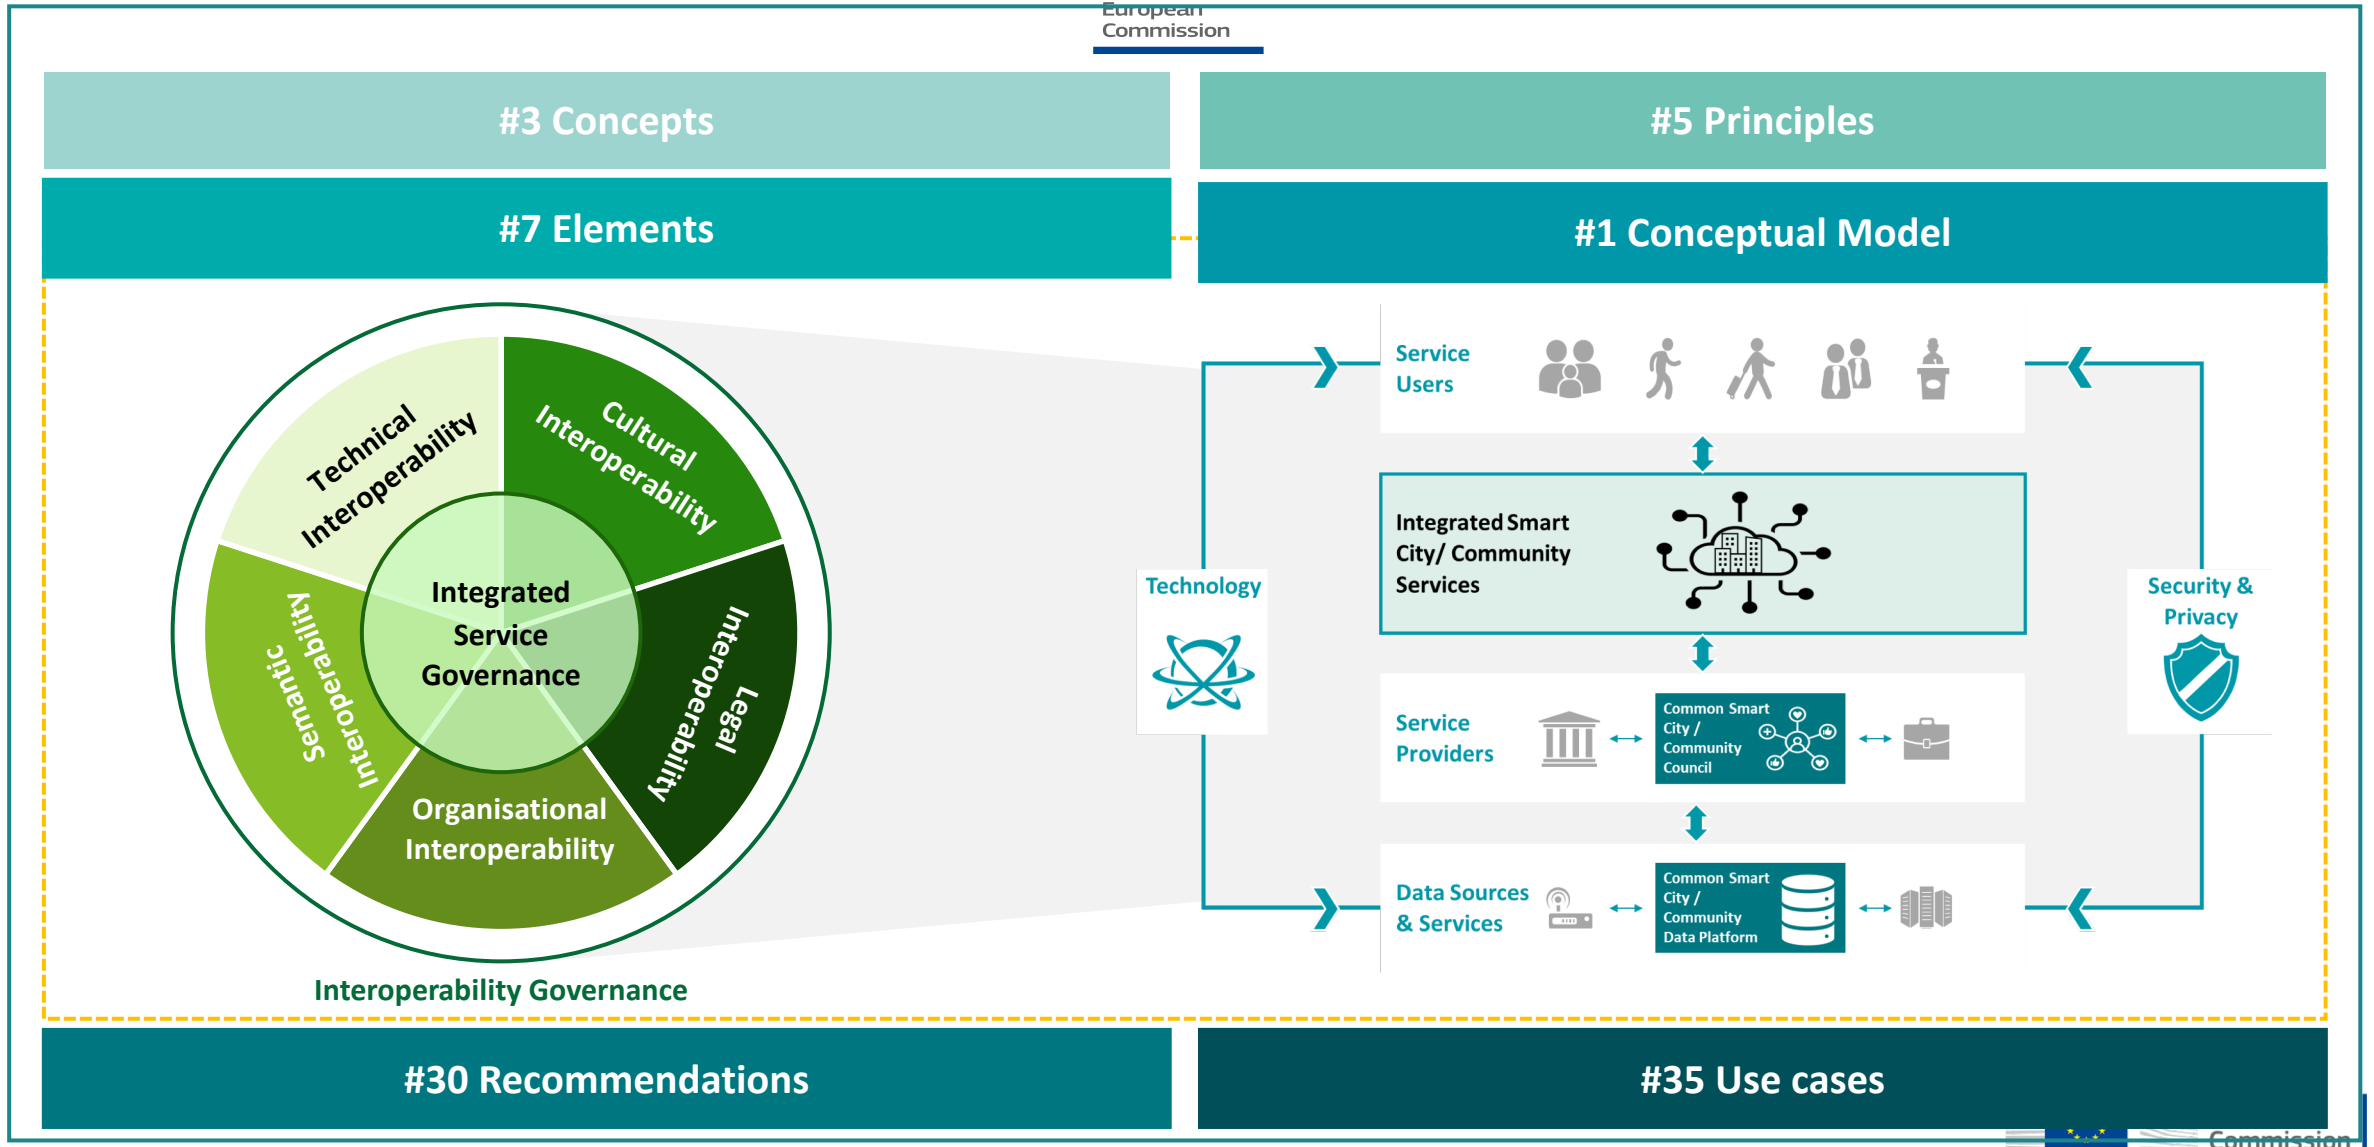 European
Commission
#3 Concepts
#5 Principles
#7 Elements
#1 Conceptual Model
Technical
Interoperability
Cultural
Interoperability
Legal
Interoperability
Organisational
Interoperability
Semantic
Interoperability
Integrated
Service
Governance
Interoperability Governance
Technology
Service
Users
Integrated Smart
City/ Community
Services
Service
Providers
Common Smart
City /
Community
Council
Data Sources
& Services
Common Smart
City /
Community
Data Platform
Security &
Privacy
#30 Recommendations
#35 Use cases
Commission